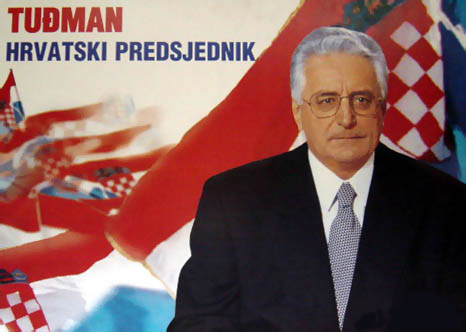 TUĐMAN
HRVATSKI PREDSJEDNIK